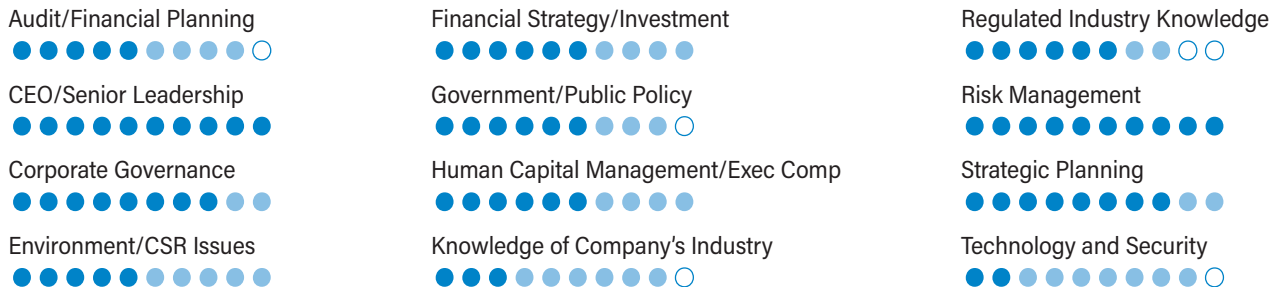 Audit/Financial Planning
CEO/Senior Leadership
Corporate Governance
Environment/CSR Issues
Financial Strategy/Investment
Government/Public Policy
Human Capital Management/Exec Comp
Knowledge of Company's Industry
Regulated Industry Knowledge
Risk Management
Strategic Planning
Technology and Security